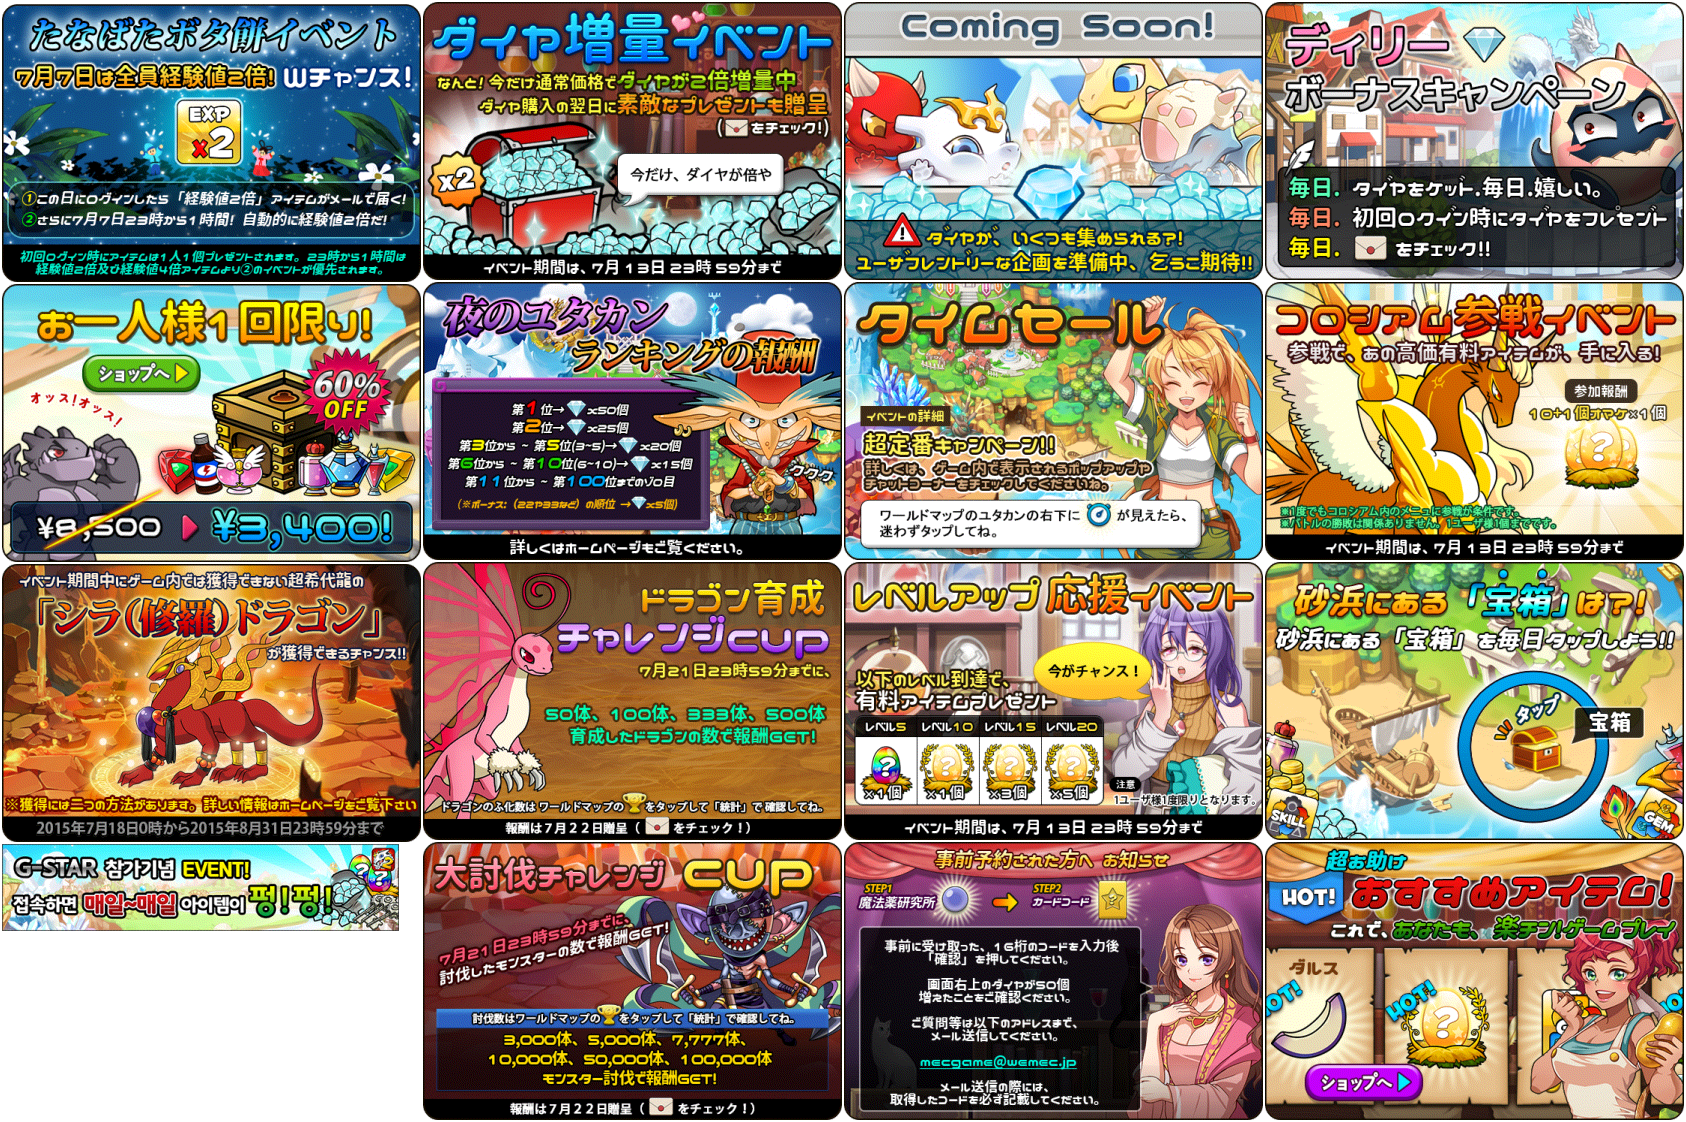 たなばたボタ餅イベント
7月7日は全員経験値2倍! Wチャンス!
EXP
x2
①この日にログインしたら「経験値2倍」アイテムがメールで届く!
②さらに7月7日23時から1時間! 自動的に経験値2倍だ!
初回ログイン時にアイテムは1人1個プレゼントされます。23時から1時間は
経験値2倍及び経験値4倍アイテムより②のイベントが優先されます。
ダイヤ増量イベント
なんと! 今だけ通常価格でダイヤが2倍増量中
ダイヤ購入の翌日に素敵なプレゼントも贈呈
(をチェック!)
x2
今だけ、ダイヤが倍や
イベント期間は、7月13日 23時59分まで
Coming Soon!
ダイヤが、いくつも集められる?!
ユーザフレンドリーな企画を準備中、乞うご期待!!
ディリー
ボーナスキャンペーン
毎日. タイヤをケット.毎日.嬉しい。
毎日. 初回ログイン時にタイヤをプレゼント
毎日. をチェック!!
お一人様1回限り!
ショップへ
オッス!オッス!
60%
OFF
¥8,500 ¥3,400!
夜のユタカン
ランキングの報酬
第1位→ x50個
第2位→ x25個
第3位から ~ 第5位(3~5)→ x20個
第6位から ~ 第10位(6~10)→ x15個
第11位から ~ 第100位までのゾロ目
(※ボーナス:(22や33など)の順位 → x5個)
ククク
詳しくはホームページもご覧ください。
タイムセール
イベントの詳細
超定番キャンペーン!!
詳しくは、ゲーム内で表示されるポップアップや
チャットコーナーをチェックしてくださいね。
ワールドマップのユタカンの右下に が見えたら、
迷わずタップしてね。
コロシアム参戦イベント
参戦で、あの高価有料アイテムが、手に入る!
参加報酬
10+1個オマケ×1個
?
※1度でもコロシアム内のメニュに参戦が条件です。
※バトルの勝敗は関係ありません。1ユーザ様1個までです。
イベント期間は、7月13日 23時59分まで
イベント期間中にゲーム内では獲得できない超希代龍の
「シラ(修羅)ドラゴン」
が獲得できるチャンス!!
※獲得には二つの方法があります。詳しい情報はホームページをご覧下さい
2015年7月18日0時から2015年8月31日23時59分まで
ドラゴン育成
チャレンジCUP
7月21日23時59分までに、
50体、100体、333体、500体
育成したドラゴンの数で報酬GET!
ドラゴンのふ化数はワールドマップの をタップして「統計」で確認してね。
報酬は7月22日贈呈( をチェック!)
レベルアップ応援イベント
今がチャンス!
以下のレベル到達で、
有料アイテムプレゼント
レベル5 レベル10 レベル15 レベル20
? ? ? ?
×1個 ×1個 ×3個 ×5個
注意
1ユーザ様1度限りとなります。
イベント期間は、7月13日 23時59分まで
砂浜にある「宝箱」は?!
砂浜にある「宝箱」を毎日タップしよう!!
タップ
宝箱
SKILL
GEM
G-STAR 참가기념 EVENT!
접속하면 매일~매일 아이템이 펑!펑!
大討伐チャレンジ CUP
7月21日23時59分までに、
討伐したモンスターの数で報酬GET!
討伐数はワールドマップの をタップして「統計」で確認してね。
3,000体、5,000体、7,777体、
10,000体、50,000体、100,000体
モンスター討伐で報酬GET!
報酬は7月22日贈呈( をチェック!)
事前予約された方へ お知らせ
STEP1
魔法薬研究所
STEP2
カードコード
?
事前に受け取った、16桁のコードを入力後
「確認」を押してください。
画面右上のダイヤが50個
増えたことをご確認ください。
ご質問等は以下のアドレスまで、
メール送信してください。
mecgame@wemec.jp
メール送信の際には、
取得したコードを必ず記載してください。
超お助け
HOT! おすすめアイテム!
これで、あなたも、楽チン!ゲームプレイ
ダルス
HOT!
HOT!
?
ショップへ